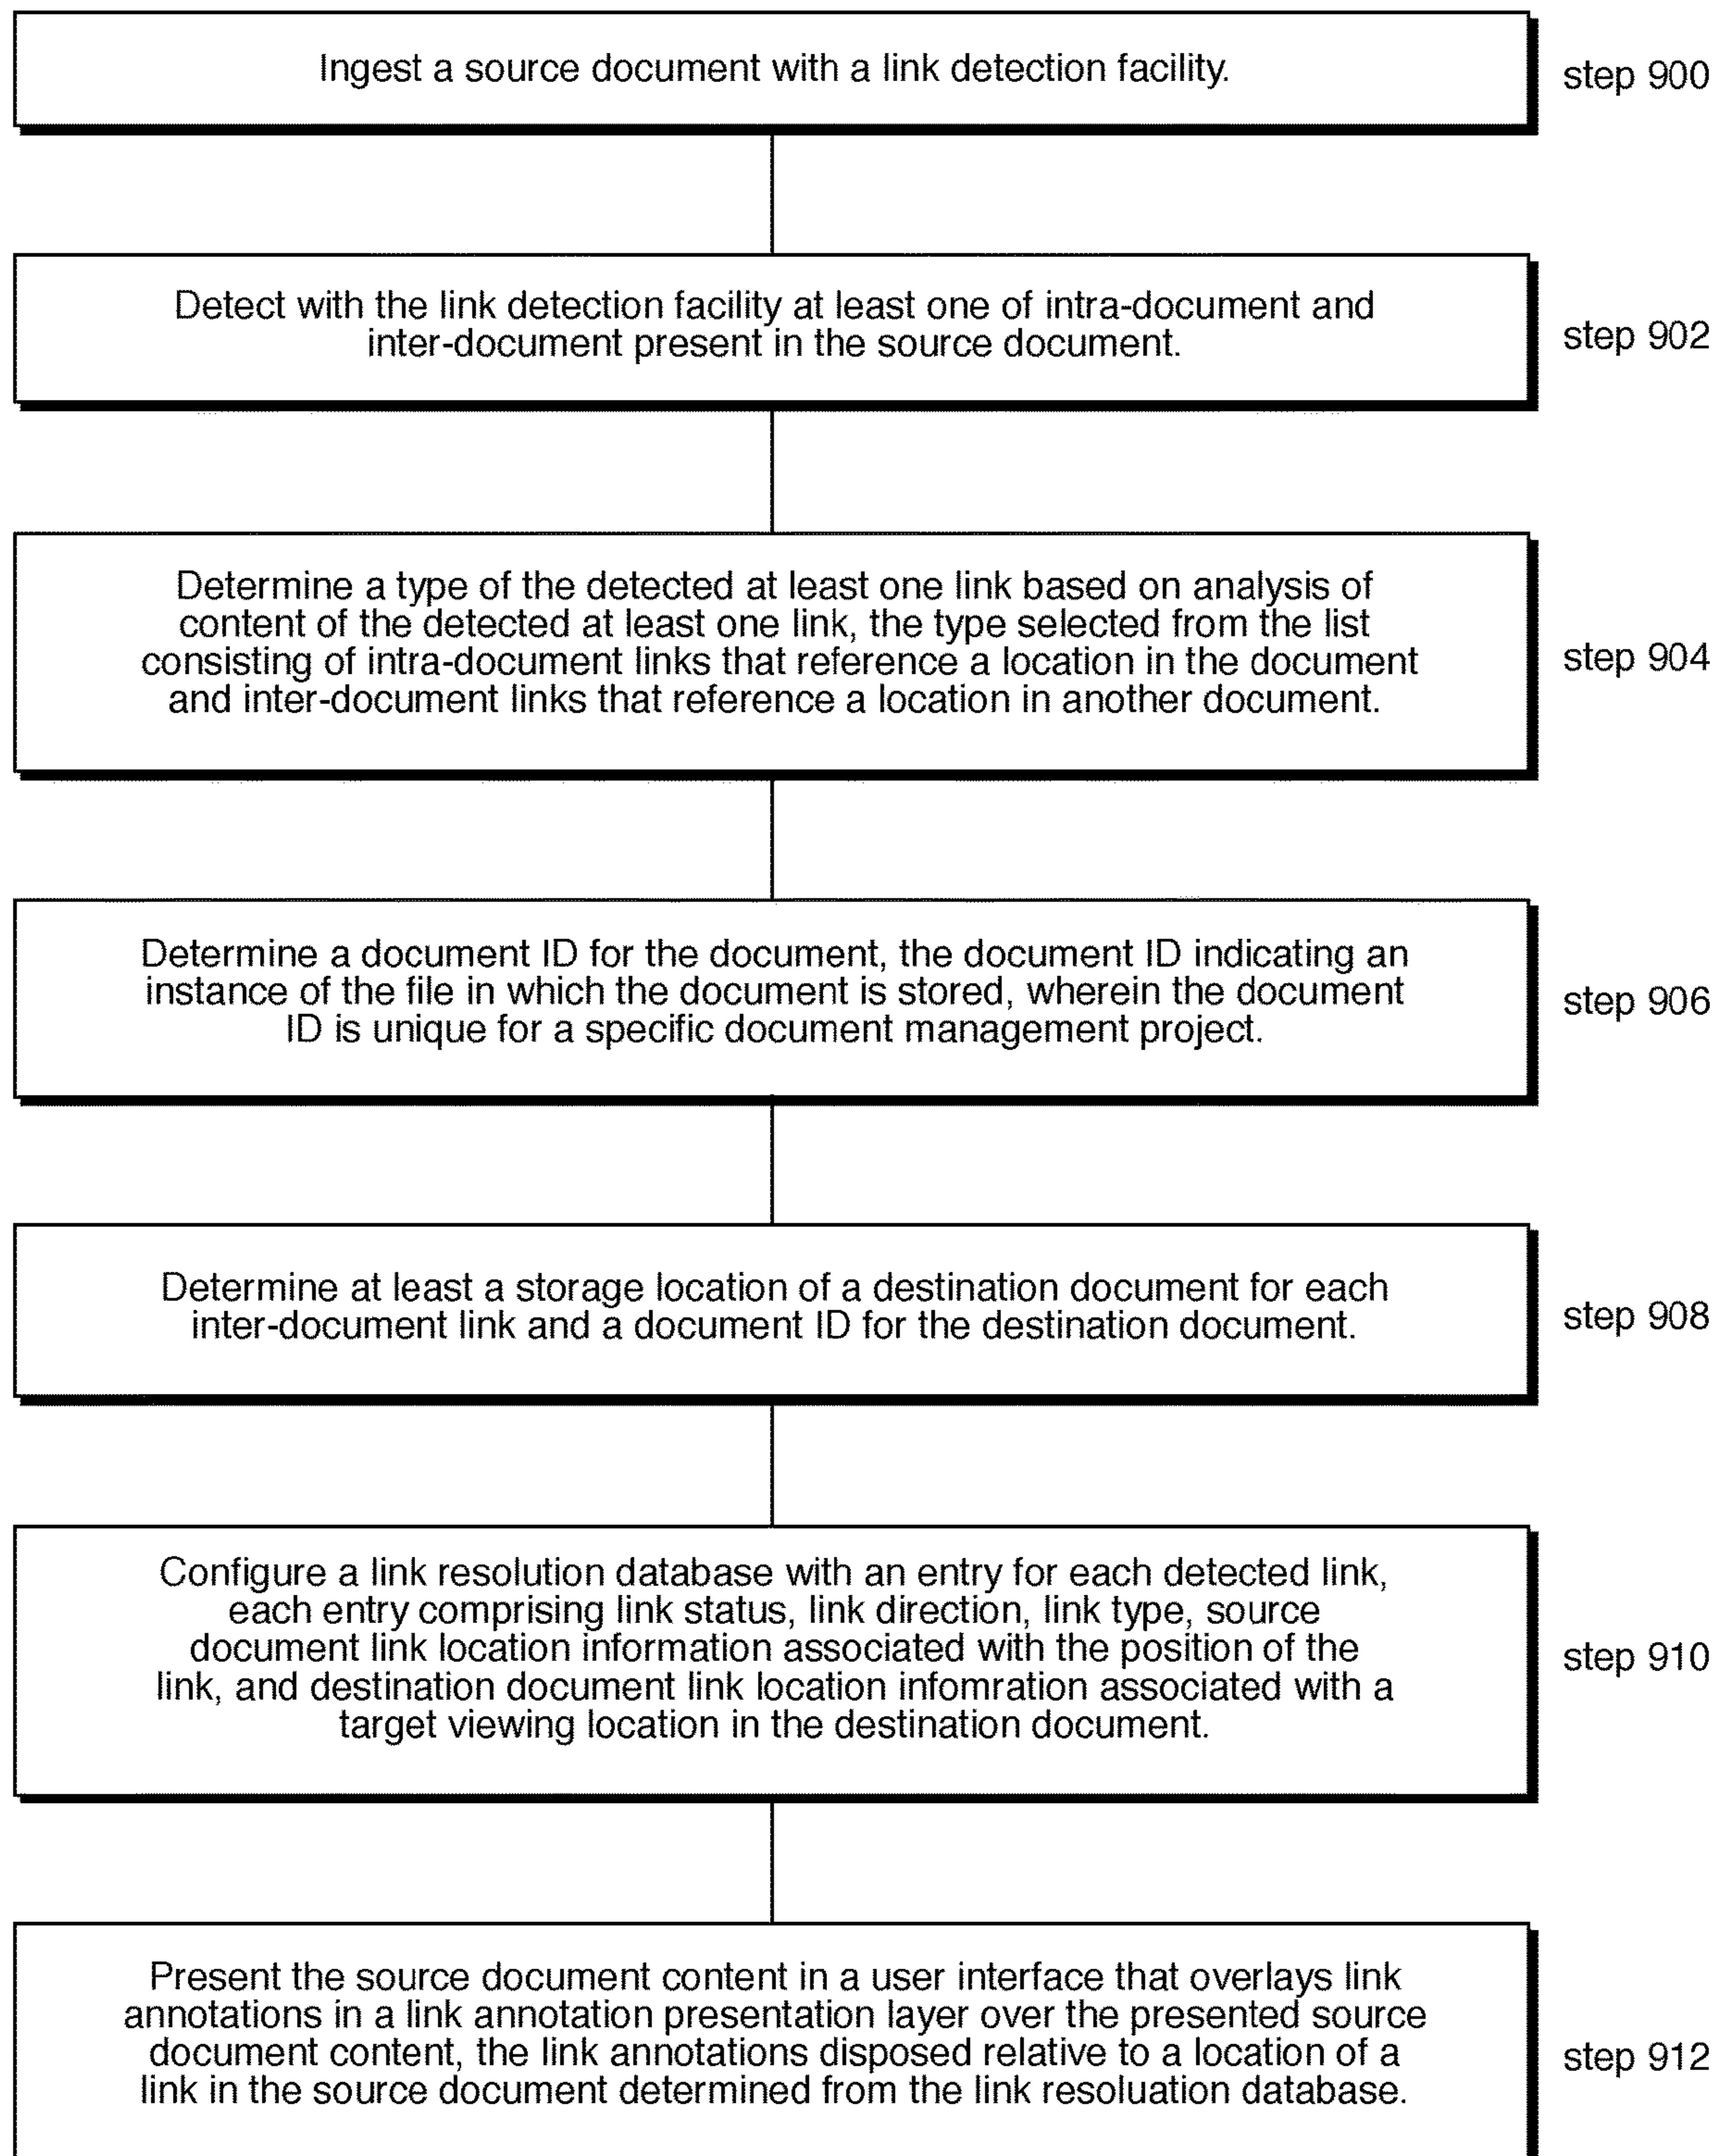 Ingest a source document with a link detection facility.
step 900
Detect with the link detection facility at least one of intra-document and
inter-document present in the source document.
step 902
Determine a type of the detected at least one link based on analysis of
content of the detected at least one link, the type selected from the list
consisting of intra-document links that reference a location in the document
and inter-document links that reference a location in another document.
step 904
Determine a document ID for the document, the document ID indicating an
instance of the file in which the document is stored, wherein the document
ID is unique for a specific document management project.
step 906
Determine at least a storage location of a destination document for each
inter-document link and a document ID for the destination document.
step 908
Configure a link resolution database with an entry for each detected link,
each entry comprising link status, link direction, link type, source
document link location information associated with the position of the
link, and destination document link location infomration associated with a
target viewing location in the destination document.
step 910
Present the source document content in a user interface that overlays link
annotations in a link annotation presentation layer over the presented source
document content, the link annotations disposed relative to a location of a
link in the source document determined from the link resoluation database.
step 912